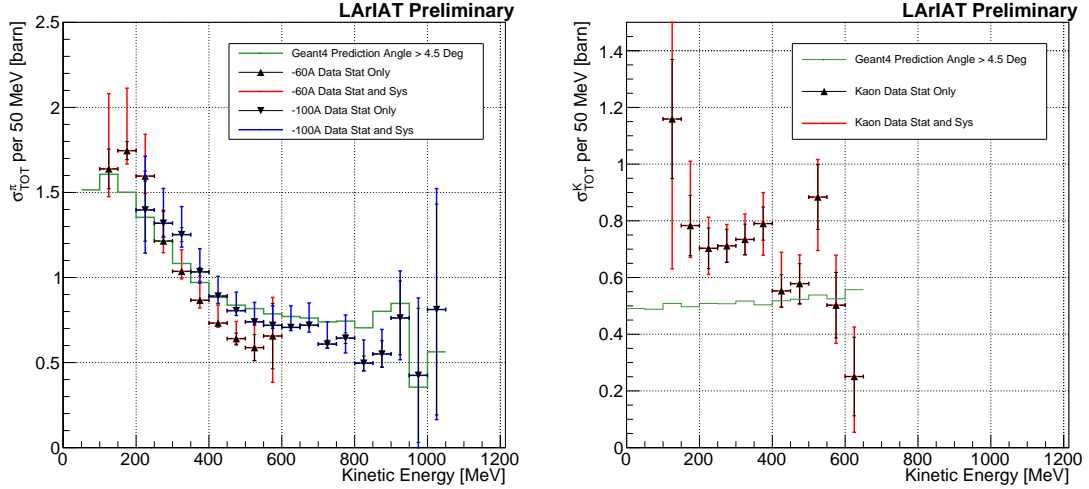 LArIAT Preliminary
σ^π_TOT per 50 MeV [barn]
2.5
2
1.5
1
0.5
0
Geant4 Prediction Angle > 4.5 Deg
-60A Data Stat Only
-60A Data Stat and Sys
-100A Data Stat Only
-100A Data Stat and Sys
0 200 400 600 800 1000 1200
Kinetic Energy [MeV]
LArIAT Preliminary
σ^K_TOT per 50 MeV [barn]
1.4
1.2
1
0.8
0.6
0.4
0.2
0
Geant4 Prediction Angle > 4.5 Deg
Kaon Data Stat Only
Kaon Data Stat and Sys
0 200 400 600 800 1000 1200
Kinetic Energy [MeV]